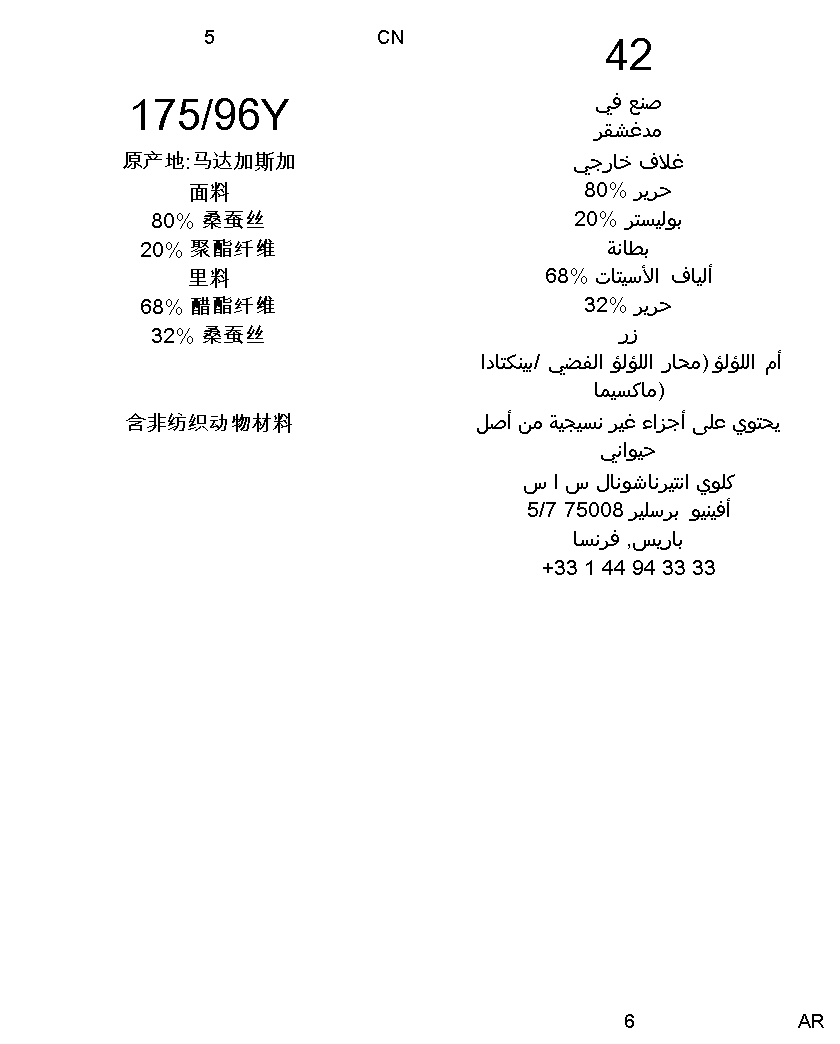 5
CN
175/96Y
原产地:马达加斯加
面料
80% 桑蚕丝
20% 聚酯纤维
里料
68% 醋酯纤维
32% 桑蚕丝
含非纺织动物材料
42
صنع في
مدغشقر
غلاف خارجي
حرير %80
بوليستر %20
بطانة
ألياف الأسيتات %68
حرير %32
زر
أم اللؤلؤ (محار اللؤلؤ الفضي /بينكتادا
ماكسيما)
يحتوي على أجزاء غير نسيجية من أصل
حيواني
كلوي انتيرناشونال س ا س
أفينيو برسلير 75008 5/7
باريس, فرنسا
+33 1 44 94 33 33
6
AR